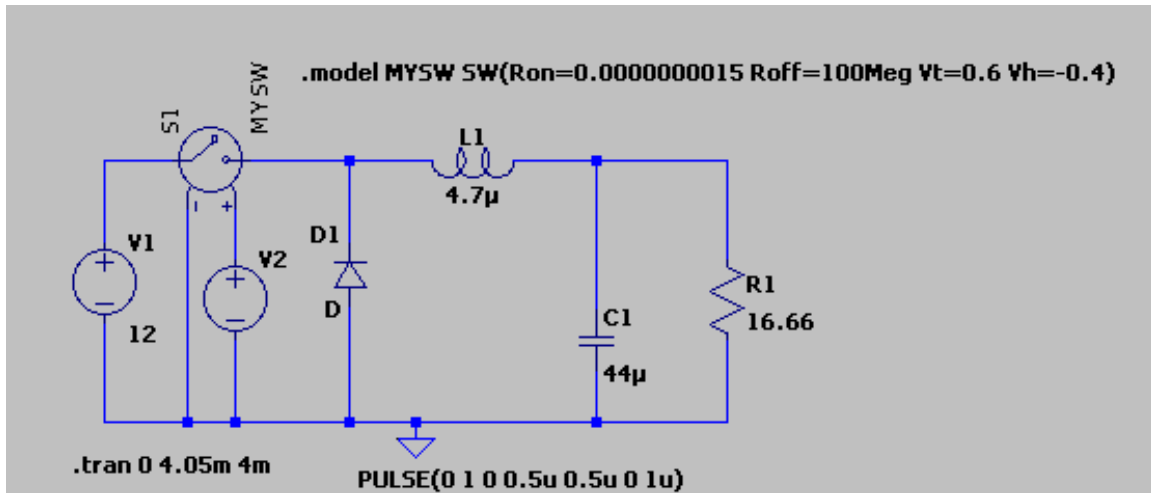 .model MYSW SW(Ron=0.0000000015 Roff=100Meg Vt=0.6 Vh=-0.4)
S1
MYSW
L1
4.7µ
V1
12
V2
D1
D
C1
44µ
R1
16.66
.tran 0 4.05m 4m
PULSE(0 1 0 0.5u 0.5u 0 1u)